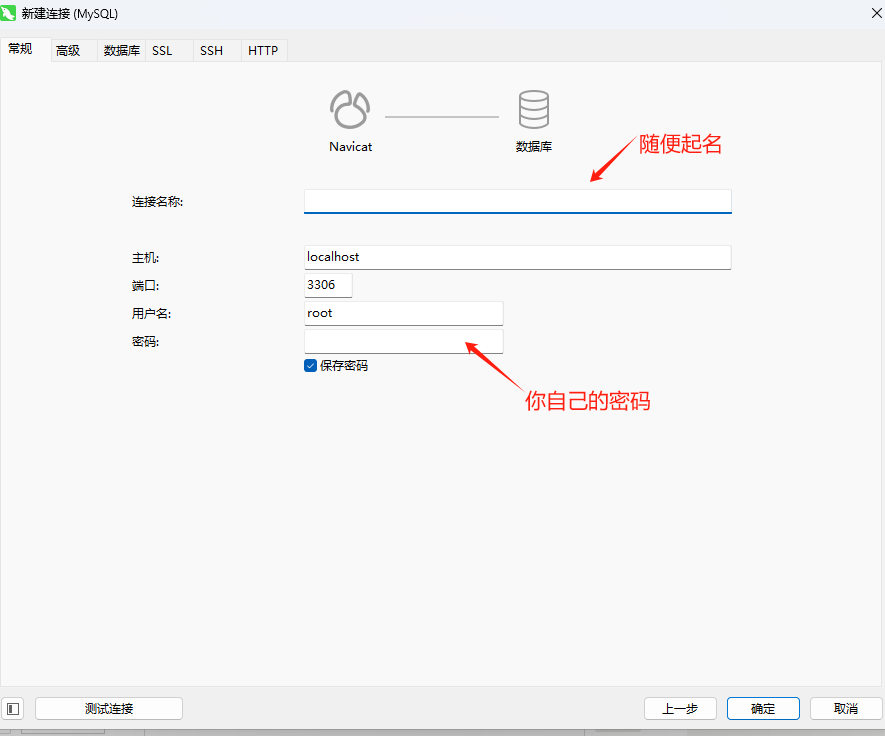 新建连接 (MySQL)
常规 高级 数据库 SSL SSH HTTP
Navicat 数据库
随便起名
连接名称:
主机: localhost
端口: 3306
用户名: root
密码:
保存密码
你自己的密码
测试连接 上一步 确定 取消